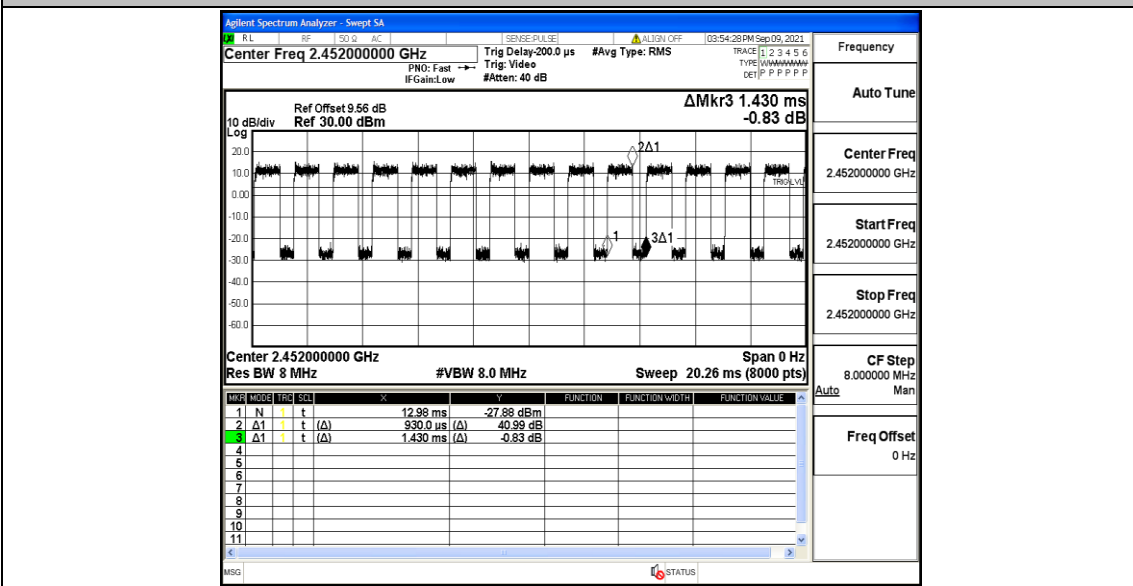 Agilent Spectrum Analyzer - Swept SA
RL RF 50 Ω AC SENSE:PULSE ALIGN OFF 03:54:28 PM Sep 09, 2021
Center Freq 2.452000000 GHz
PNO: Fast
IFGain:Low
Trig Delay-200.0 µs
Trig: Video
#Atten: 40 dB
#Avg Type: RMS
TRACE 1 2 3 4 5 6
TYPE
DET P P P P P P
Ref Offset 9.56 dB
10 dB/div Ref 30.00 dBm
Log
ΔMkr3 1.430 ms
-0.83 dB
20.0
10.0
0.00
-10.0
-20.0
-30.0
-40.0
-50.0
-60.0
2Δ1
TRIG LVL
1
3Δ1
Center 2.452000000 GHz Span 0 Hz
Res BW 8 MHz #VBW 8.0 MHz Sweep 20.26 ms (8000 pts)
MKR MODE TRC SCL X Y FUNCTION FUNCTION WIDTH FUNCTION VALUE
1 N 1 t 12.98 ms -27.88 dBm
2 Δ1 1 t (Δ) 930.0 µs (Δ) 40.99 dB
3 Δ1 1 t (Δ) 1.430 ms (Δ) -0.83 dB
4
5
6
7
8
9
10
11
MSG STATUS
Frequency
Auto Tune
Center Freq
2.452000000 GHz
Start Freq
2.452000000 GHz
Stop Freq
2.452000000 GHz
CF Step
8.000000 MHz
Auto Man
Freq Offset
0 Hz